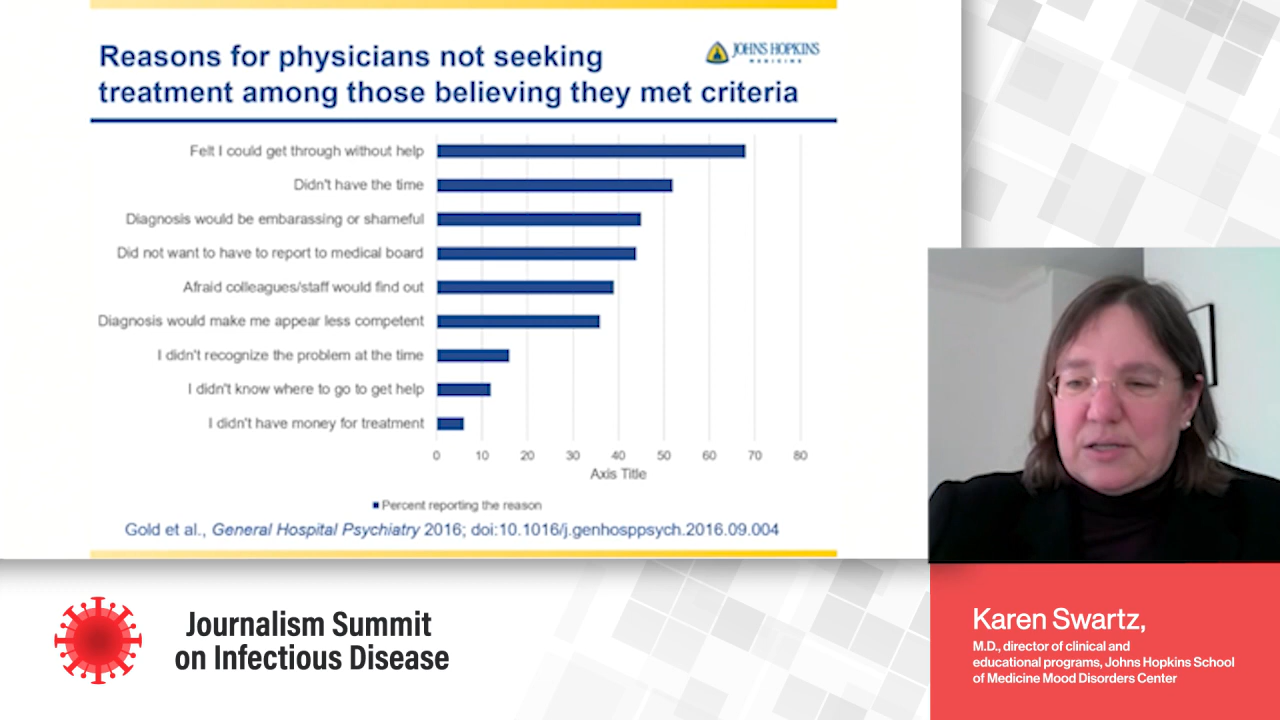 Reasons for physicians not seeking
treatment among those believing they met criteria
JOHNS HOPKINS
MEDICINE
Felt I could get through without help
Didn't have the time
Diagnosis would be embarassing or shameful
Did not want to have to report to medical board
Afraid colleagues/staff would find out
Diagnosis would make me appear less competent
I didn't recognize the problem at the time
I didn't know where to go to get help
I didn't have money for treatment
0 10 20 30 40 50 60 70 80
Axis Title
Percent reporting the reason
Gold et al., General Hospital Psychiatry 2016; doi:10.1016/j.genhosppsych.2016.09.004
Journalism Summit
on Infectious Disease
Karen Swartz,
M.D., director of clinical and
educational programs, Johns Hopkins School
of Medicine Mood Disorders Center